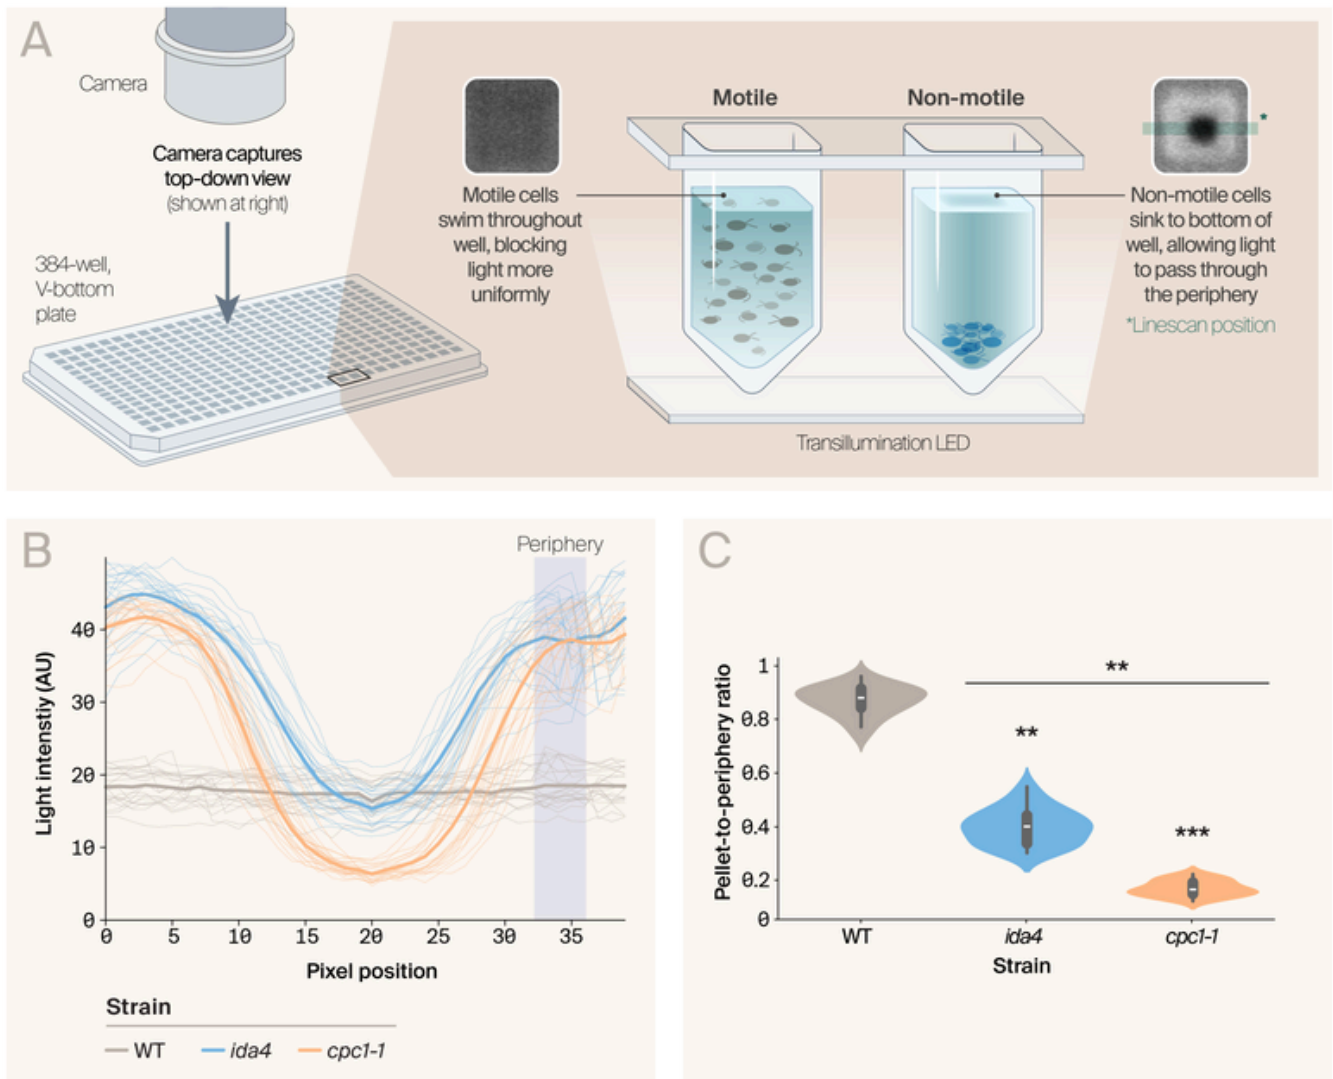 A
Camera
Camera captures
top-down view
(shown at right)
384-well,
V-bottom
plate
Motile cells
swim throughout
well, blocking
light more
uniformly
Motile
Non-motile
*
Non-motile cells
sink to bottom of
well, allowing light
to pass through
the periphery
*Linescan position
Transillumination LED
B
Periphery
Light intenstiy (AU)
40
30
20
10
0
0 5 10 15 20 25 30 35
Pixel position
Strain
WT ida4 cpc1-1
C
Pellet-to-periphery ratio
1
0.8
0.6
0.4
0.2
0
**
**
***
WT ida4 cpc1-1
Strain